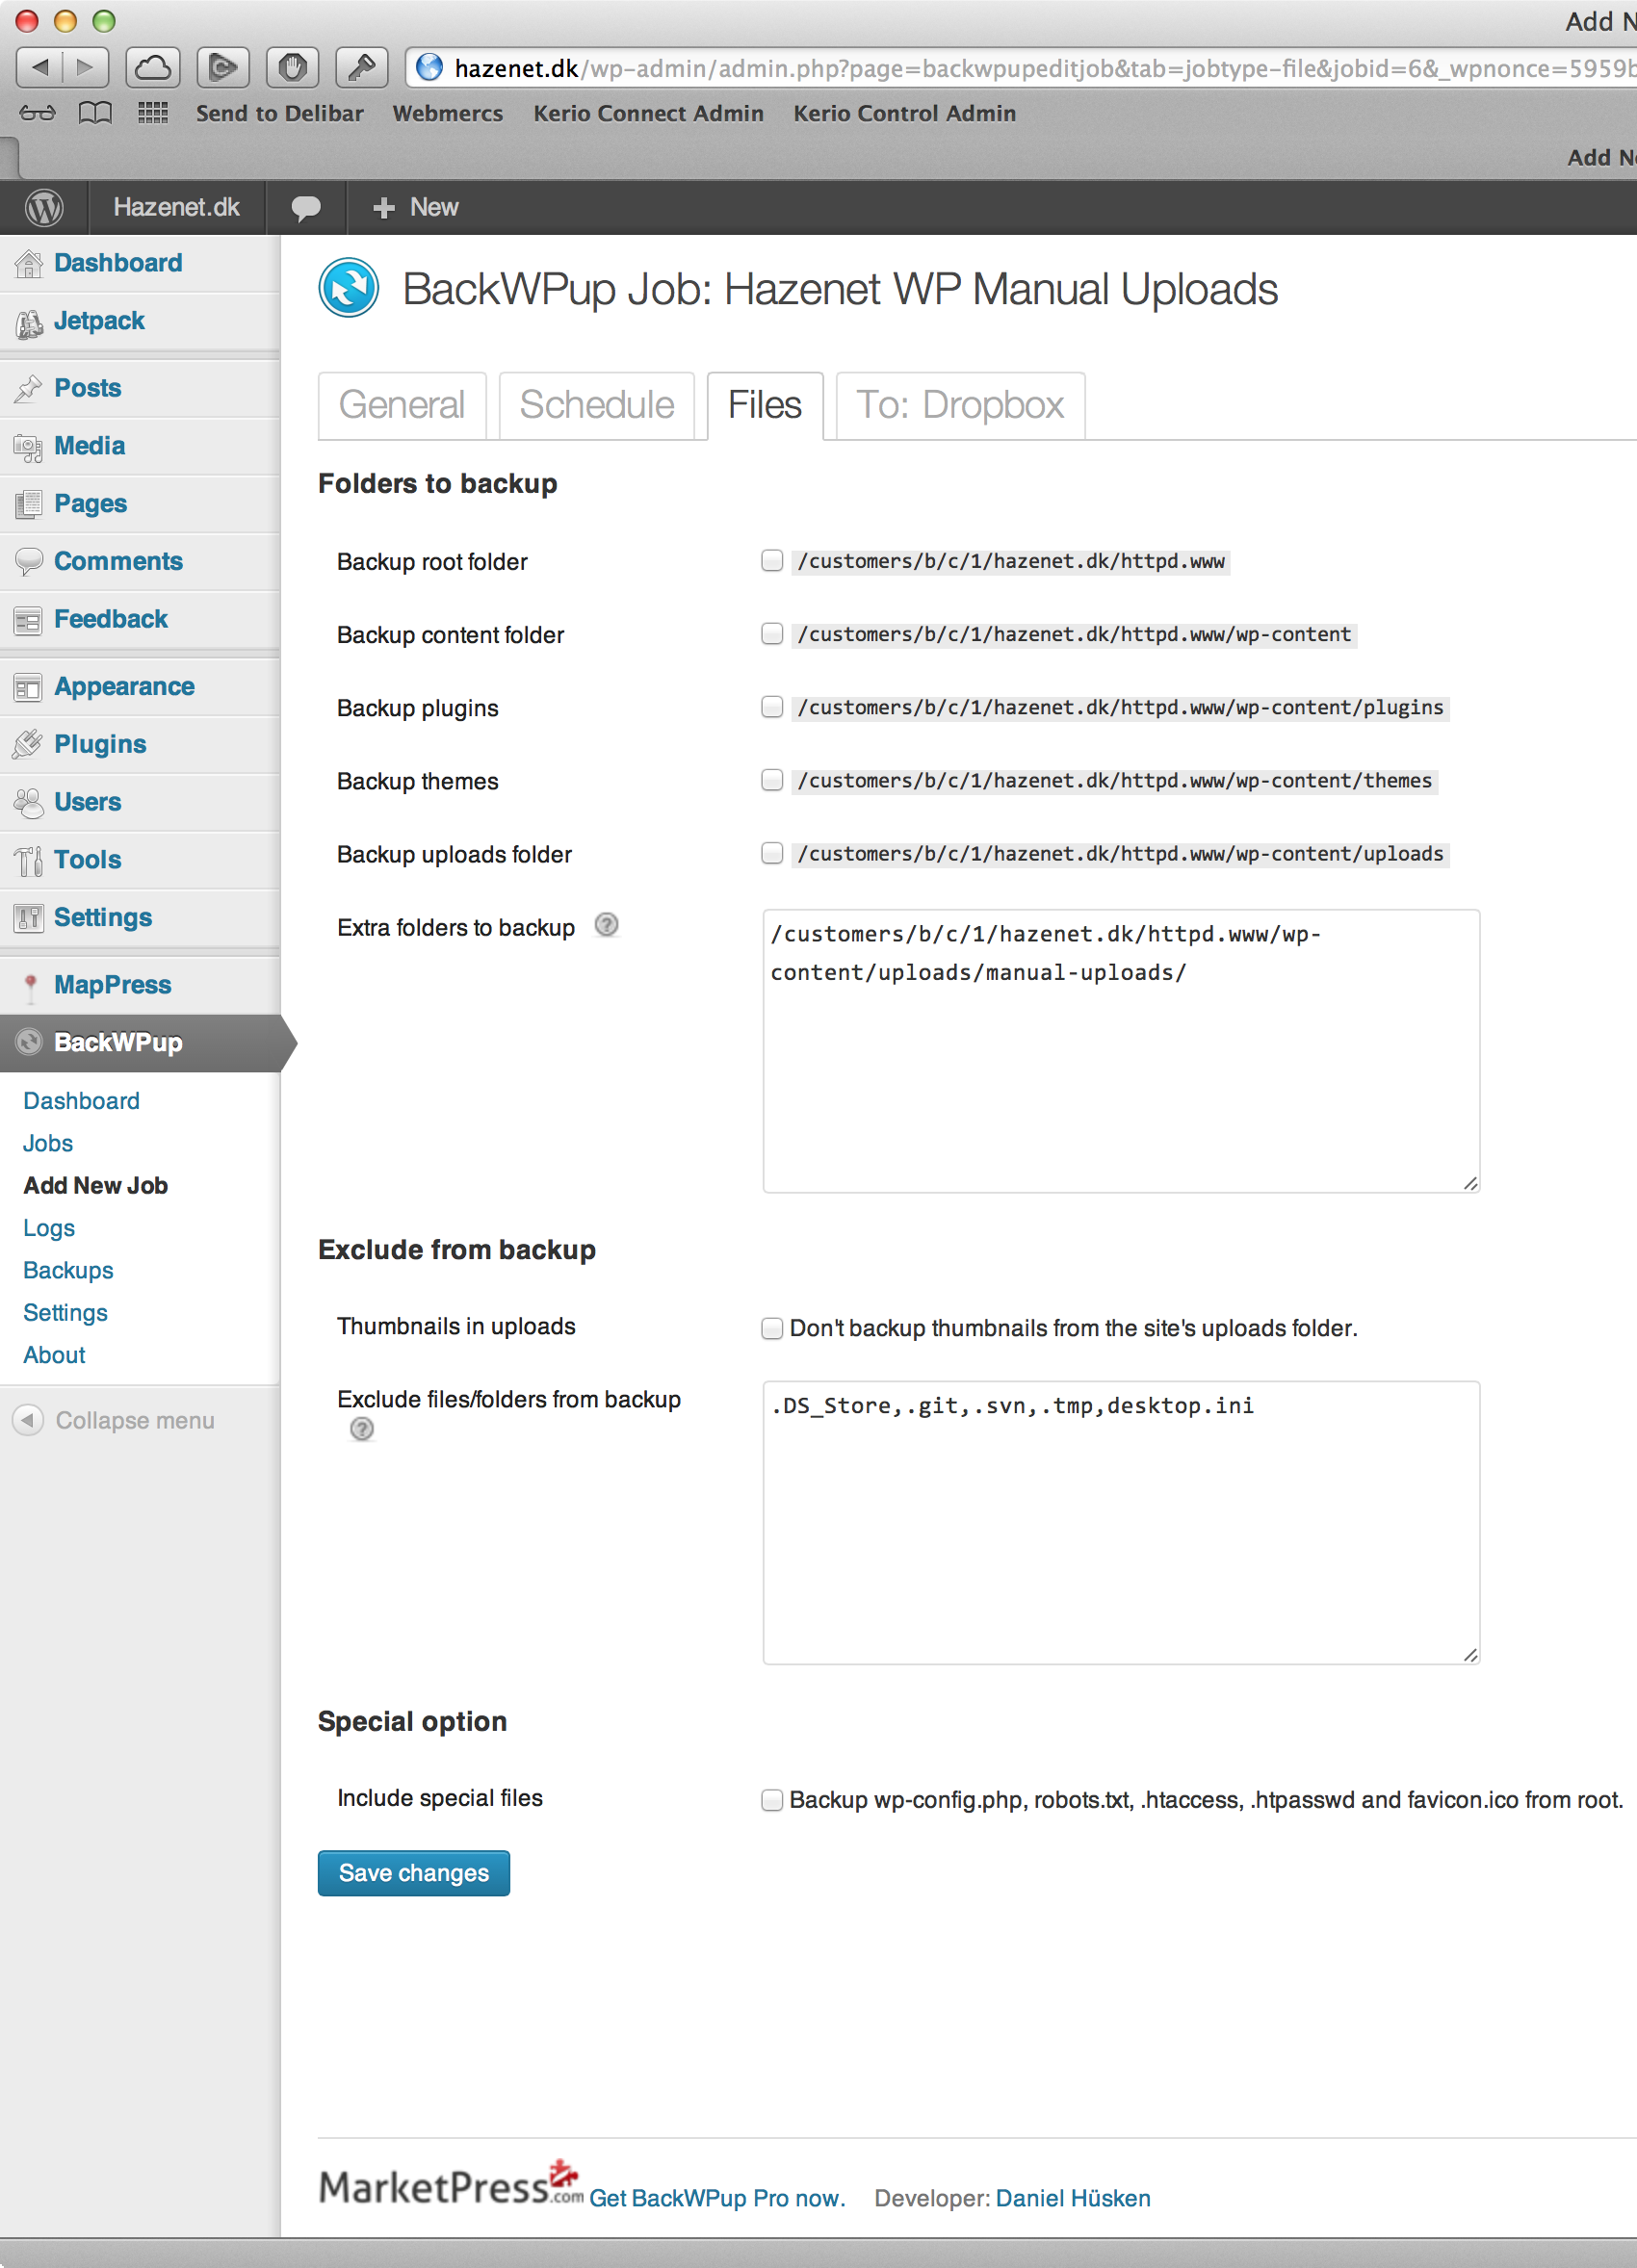 Add N
hazenet.dk/wp-admin/admin.php?page=backwpupeditjob&tab=jobtype-file&jobid=6&_wpnonce=5959b
Send to Delibar Webmercs Kerio Connect Admin Kerio Control Admin
Add N
Hazenet.dk + New
Dashboard
Jetpack
Posts
Media
Pages
Comments
Feedback
Appearance
Plugins
Users
Tools
Settings
MapPress
BackWPup
Dashboard
Jobs
Add New Job
Logs
Backups
Settings
About
Collapse menu
BackWPup Job: Hazenet WP Manual Uploads
General Schedule Files To: Dropbox
Folders to backup
Backup root folder /customers/b/c/1/hazenet.dk/httpd.www
Backup content folder /customers/b/c/1/hazenet.dk/httpd.www/wp-content
Backup plugins /customers/b/c/1/hazenet.dk/httpd.www/wp-content/plugins
Backup themes /customers/b/c/1/hazenet.dk/httpd.www/wp-content/themes
Backup uploads folder /customers/b/c/1/hazenet.dk/httpd.www/wp-content/uploads
Extra folders to backup ? /customers/b/c/1/hazenet.dk/httpd.www/wp-
content/uploads/manual-uploads/
Exclude from backup
Thumbnails in uploads Don't backup thumbnails from the site's uploads folder.
Exclude files/folders from backup .DS_Store,.git,.svn,.tmp,desktop.ini
?
Special option
Include special files Backup wp-config.php, robots.txt, .htaccess, .htpasswd and favicon.ico from root.
Save changes
MarketPress.com Get BackWPup Pro now. Developer: Daniel Hüsken